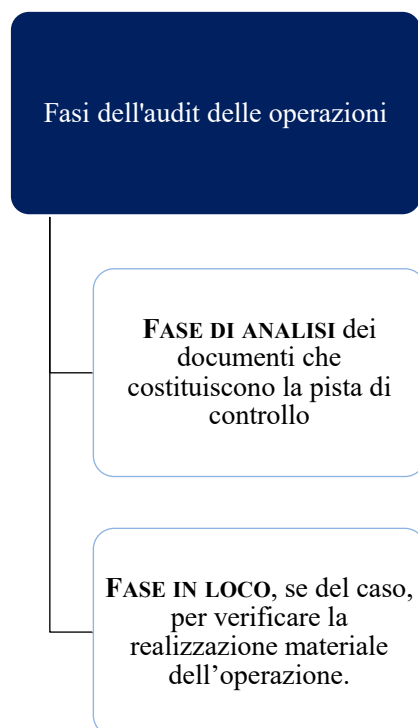 Fasi dell'audit delle operazioni
FASE DI ANALISI dei
documenti che
costituiscono la pista di
controllo
FASE IN LOCO, se del caso,
per verificare la
realizzazione materiale
dell’operazione.